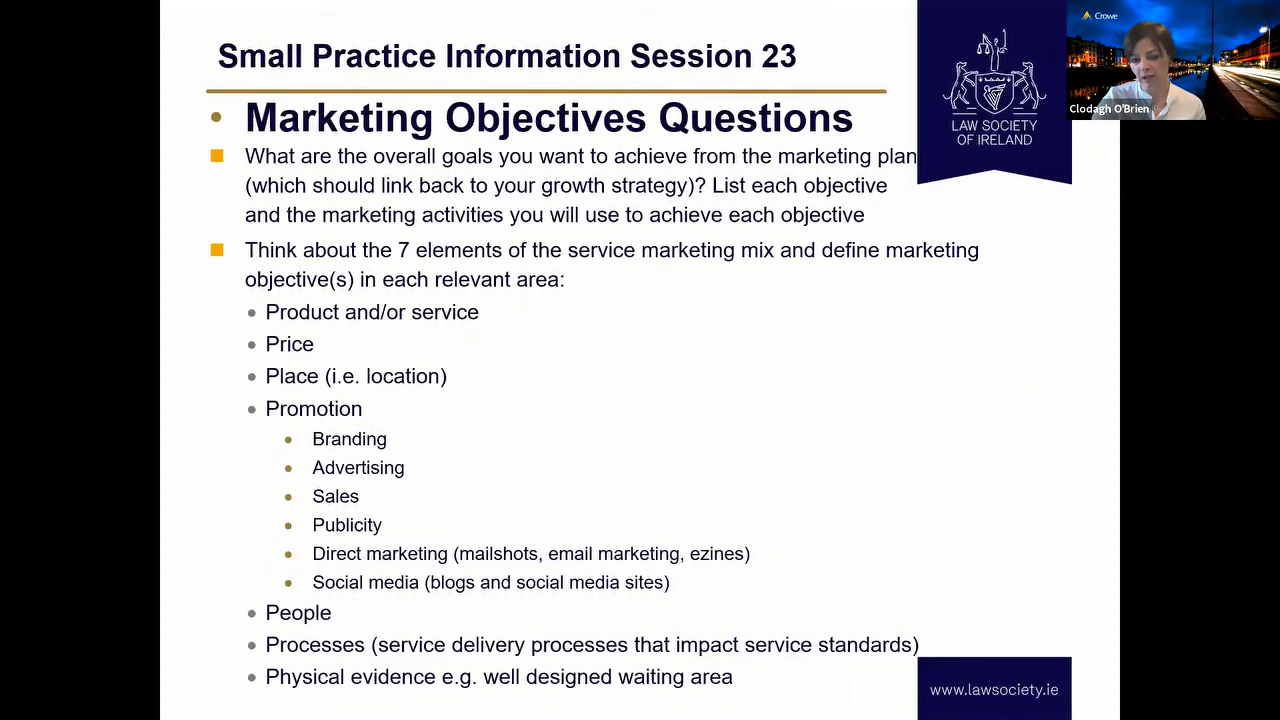 Small Practice Information Session 23
Marketing Objectives Questions
What are the overall goals you want to achieve from the marketing plan
(which should link back to your growth strategy)? List each objective
and the marketing activities you will use to achieve each objective
Think about the 7 elements of the service marketing mix and define marketing
objective(s) in each relevant area:
Product and/or service
Price
Place (i.e. location)
Promotion
Branding
Advertising
Sales
Publicity
Direct marketing (mailshots, email marketing, ezines)
Social media (blogs and social media sites)
People
Processes (service delivery processes that impact service standards)
Physical evidence e.g. well designed waiting area
LAW SOCIETY
OF IRELAND
www.lawsociety.ie
Crowe
Clodagh O'Brien